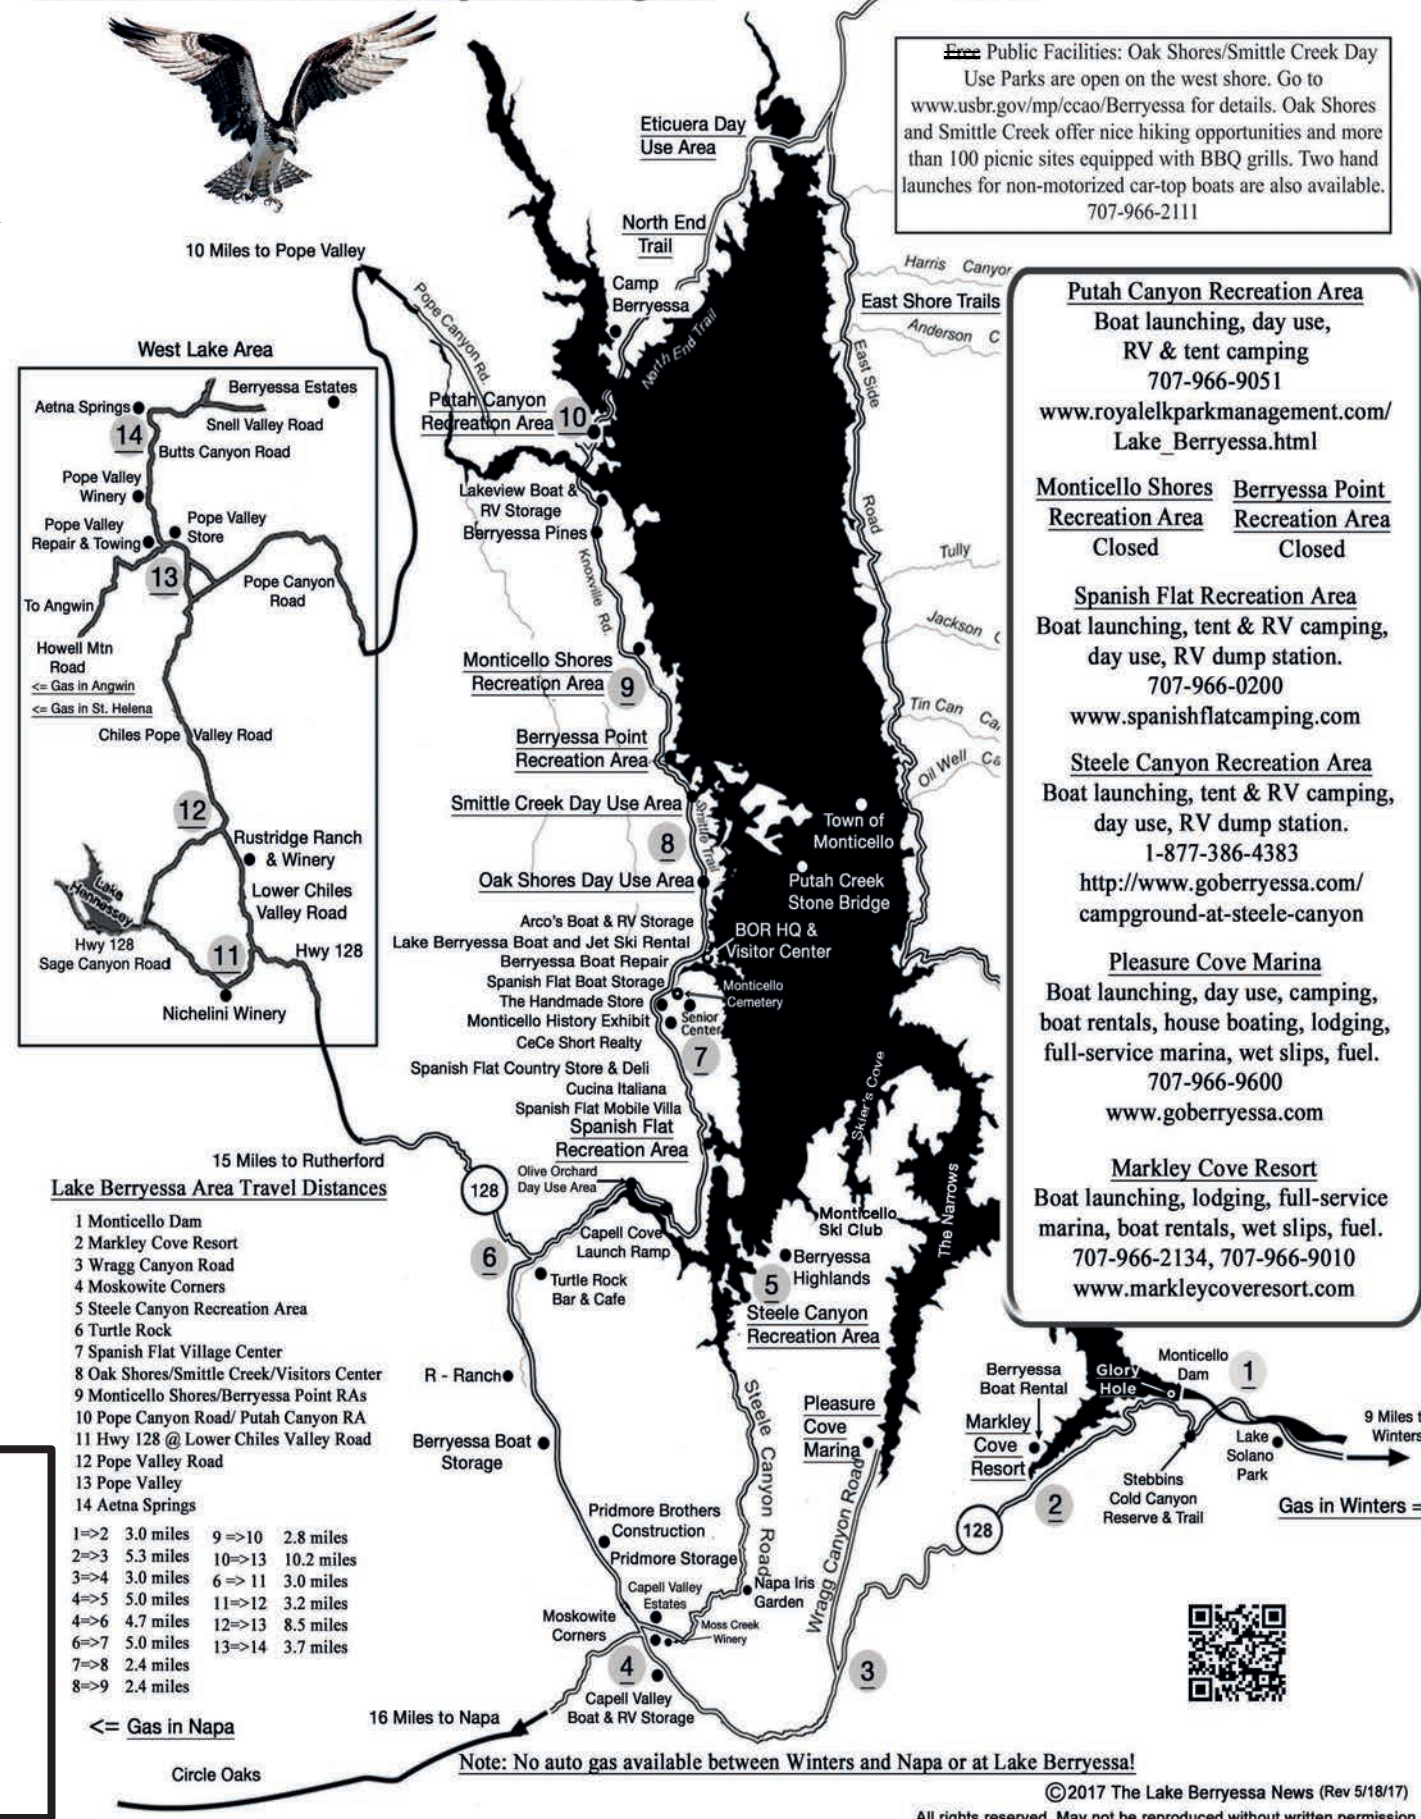 Free Public Facilities: Oak Shores/Smittle Creek Day
Use Parks are open on the west shore. Go to
www.usbr.gov/mp/ccao/Berryessa for details. Oak Shores
and Smittle Creek offer nice hiking opportunities and more
than 100 picnic sites equipped with BBQ grills. Two hand
launches for non-motorized car-top boats are also available.
707-966-2111
Eticuera Day
Use Area
North End
Trail
Camp
Berryessa
North End Trail
10 Miles to Pope Valley
Pope Canyon Rd.
Harris Canyon
East Shore Trails
Anderson C
East Side
Road
Tully
Jackson C
Tin Can Ca
Oil Well Ca
Putah Canyon
Recreation Area
10
Lakeview Boat &
RV Storage
Berryessa Pines
Knoxville Rd.
Monticello Shores
Recreation Area
9
Berryessa Point
Recreation Area
Smittle Creek Day Use Area
Smittle Trail
8
Oak Shores Day Use Area
Town of
Monticello
Putah Creek
Stone Bridge
BOR HQ &
Visitor Center
Arco's Boat & RV Storage
Lake Berryessa Boat and Jet Ski Rental
Berryessa Boat Repair
Spanish Flat Boat Storage
The Handmade Store
Monticello History Exhibit
CeCe Short Realty
Monticello
Cemetery
Senior
Center
7
Spanish Flat Country Store & Deli
Cucina Italiana
Spanish Flat Mobile Villa
Spanish Flat
Recreation Area
Olive Orchard
Day Use Area
Capell Cove
Launch Ramp
Skier's Cove
The Narrows
Monticello
Ski Club
Berryessa
Highlands
5
Steele Canyon
Recreation Area
West Lake Area
Berryessa Estates
Aetna Springs
14
Snell Valley Road
Butts Canyon Road
Pope Valley
Winery
Pope Valley
Repair & Towing
Pope Valley
Store
13
Pope Canyon
Road
To Angwin
Howell Mtn
Road
<= Gas in Angwin
<= Gas in St. Helena
Chiles Pope Valley Road
12
Rustridge Ranch
& Winery
Lower Chiles
Valley Road
Lake
Hennessey
Hwy 128
Sage Canyon Road
11
Hwy 128
Nichelini Winery
15 Miles to Rutherford
128
6
Turtle Rock
Bar & Cafe
R - Ranch
Berryessa Boat
Storage
Pridmore Brothers
Construction
Pridmore Storage
Steele Canyon Road
Napa Iris
Garden
Capell Valley
Estates
Moss Creek
Winery
Moskowite
Corners
4
Capell Valley
Boat & RV Storage
16 Miles to Napa
Circle Oaks
Pleasure
Cove
Marina
Wragg Canyon Road
3
128
2
Berryessa
Boat Rental
Markley
Cove
Resort
Glory
Hole
Monticello
Dam
1
Stebbins
Cold Canyon
Reserve & Trail
Lake
Solano
Park
9 Miles t
Winters
Gas in Winters =
Putah Canyon Recreation Area
Boat launching, day use,
RV & tent camping
707-966-9051
www.royalelkparkmanagement.com/
Lake_Berryessa.html
Monticello Shores
Recreation Area
Closed
Berryessa Point
Recreation Area
Closed
Spanish Flat Recreation Area
Boat launching, tent & RV camping,
day use, RV dump station.
707-966-0200
www.spanishflatcamping.com
Steele Canyon Recreation Area
Boat launching, tent & RV camping,
day use, RV dump station.
1-877-386-4383
http://www.goberryessa.com/
campground-at-steele-canyon
Pleasure Cove Marina
Boat launching, day use, camping,
boat rentals, house boating, lodging,
full-service marina, wet slips, fuel.
707-966-9600
www.goberryessa.com
Markley Cove Resort
Boat launching, lodging, full-service
marina, boat rentals, wet slips, fuel.
707-966-2134, 707-966-9010
www.markleycoveresort.com
Lake Berryessa Area Travel Distances
1 Monticello Dam
2 Markley Cove Resort
3 Wragg Canyon Road
4 Moskowite Corners
5 Steele Canyon Recreation Area
6 Turtle Rock
7 Spanish Flat Village Center
8 Oak Shores/Smittle Creek/Visitors Center
9 Monticello Shores/Berryessa Point RAs
10 Pope Canyon Road/ Putah Canyon RA
11 Hwy 128 @ Lower Chiles Valley Road
12 Pope Valley Road
13 Pope Valley
14 Aetna Springs
1=>2 3.0 miles
2=>3 5.3 miles
3=>4 3.0 miles
4=>5 5.0 miles
4=>6 4.7 miles
6=>7 5.0 miles
7=>8 2.4 miles
8=>9 2.4 miles
9 =>10 2.8 miles
10=>13 10.2 miles
6 => 11 3.0 miles
11=>12 3.2 miles
12=>13 8.5 miles
13=>14 3.7 miles
<= Gas in Napa
Note: No auto gas available between Winters and Napa or at Lake Berryessa!
©2017 The Lake Berryessa News (Rev 5/18/17)
All rights reserved. May not be reproduced without written permission